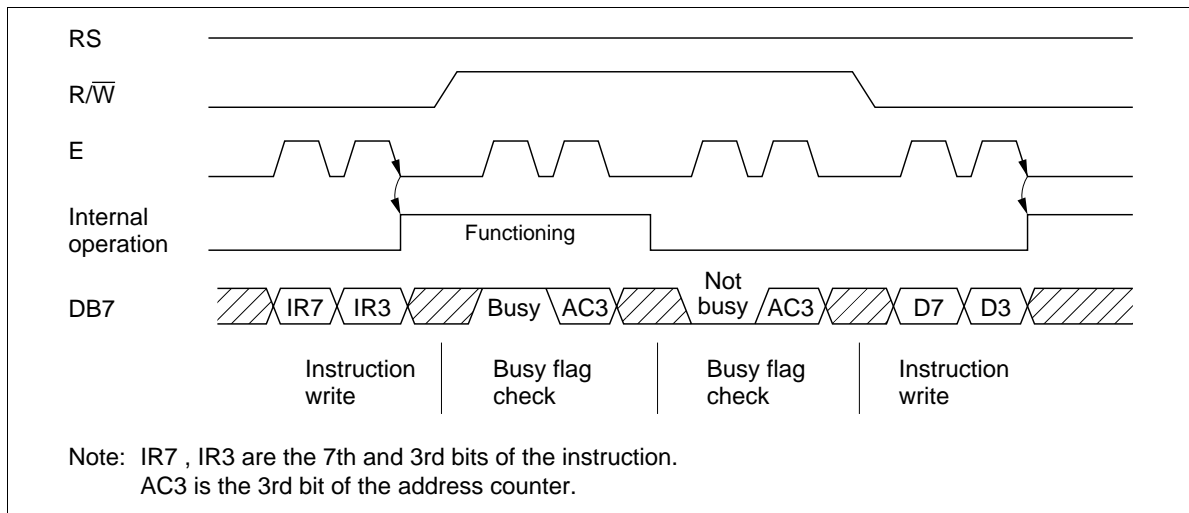 RS
R/W̅
E
Internal
operation
Functioning
DB7
IR7 IR3 Busy AC3 Not busy AC3 D7 D3
Instruction
write
Busy flag
check
Busy flag
check
Instruction
write
Note: IR7 , IR3 are the 7th and 3rd bits of the instruction.
AC3 is the 3rd bit of the address counter.